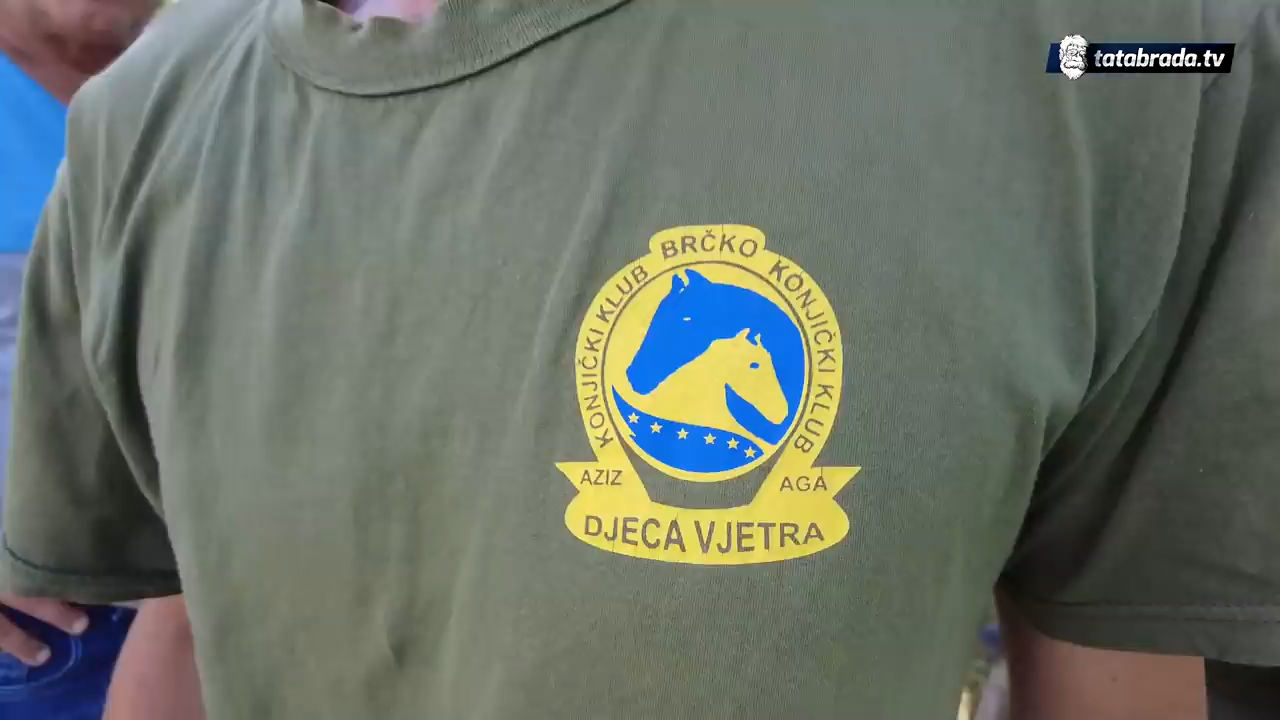 tatabrada.tv
BRČKO
KONJIČKI KLUB
KONJIČKI KLUB
AZIZ
AGA
DJECA VJETRA